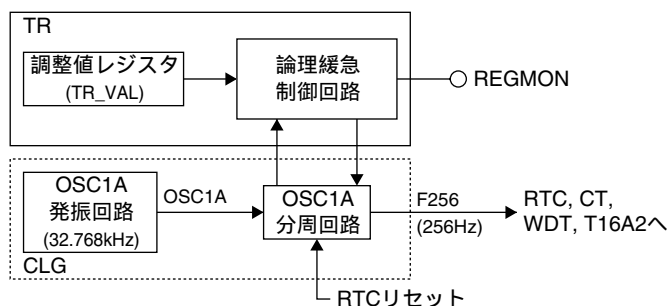 TR
調整値レジスタ
(TR_VAL)
論理緩急
制御回路
REGMON
OSC1A
発振回路
(32.768kHz)
OSC1A
OSC1A
分周回路
F256
(256Hz)
RTC, CT,
WDT, T16A2へ
CLG
RTCリセット